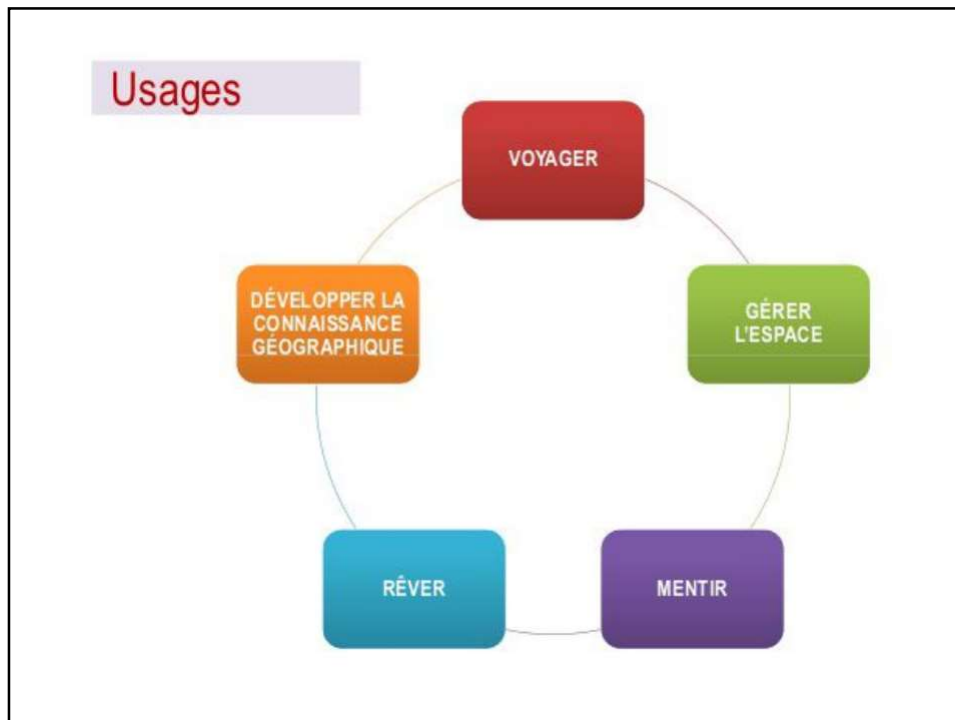 Usages
VOYAGER
GÉRER
L'ESPACE
MENTIR
RÊVER
DÉVELOPPER LA
CONNAISSANCE
GÉOGRAPHIQUE